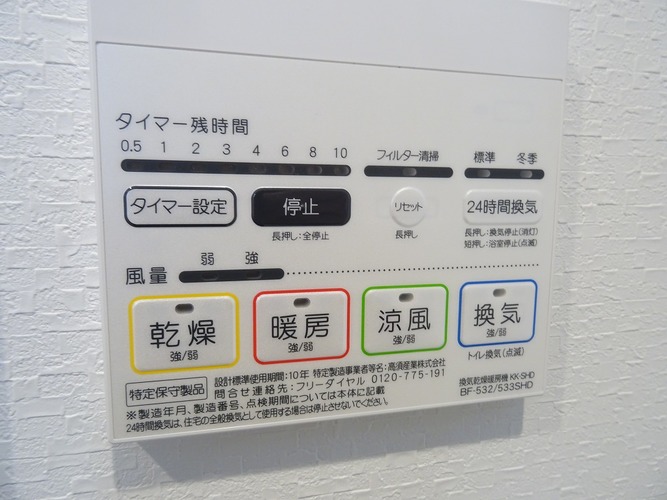 タイマー残時間
0.5 1 2 3 4 6 8 10
フィルター清掃
標準 冬季
タイマー設定
停止
リセット
24時間換気
長押し:全停止
長押し
長押し:換気停止(消灯)
短押し:浴室停止(点滅)
弱 強
風量
乾燥
強/弱
暖房
強/弱
涼風
強/弱
換気
強/弱
トイレ換気(点滅)
特定保守製品
設計標準使用期間:10年 特定製造事業者等名:高須産業株式会社
問合せ連絡先:フリーダイヤル 0120-775-191
※製造年月、製造番号、点検期間については本体に記載
24時間換気は、住宅の全般換気として使用する場合は停止させないでください。
換気乾燥暖房機 KK-SHD
BF-532/533SHD